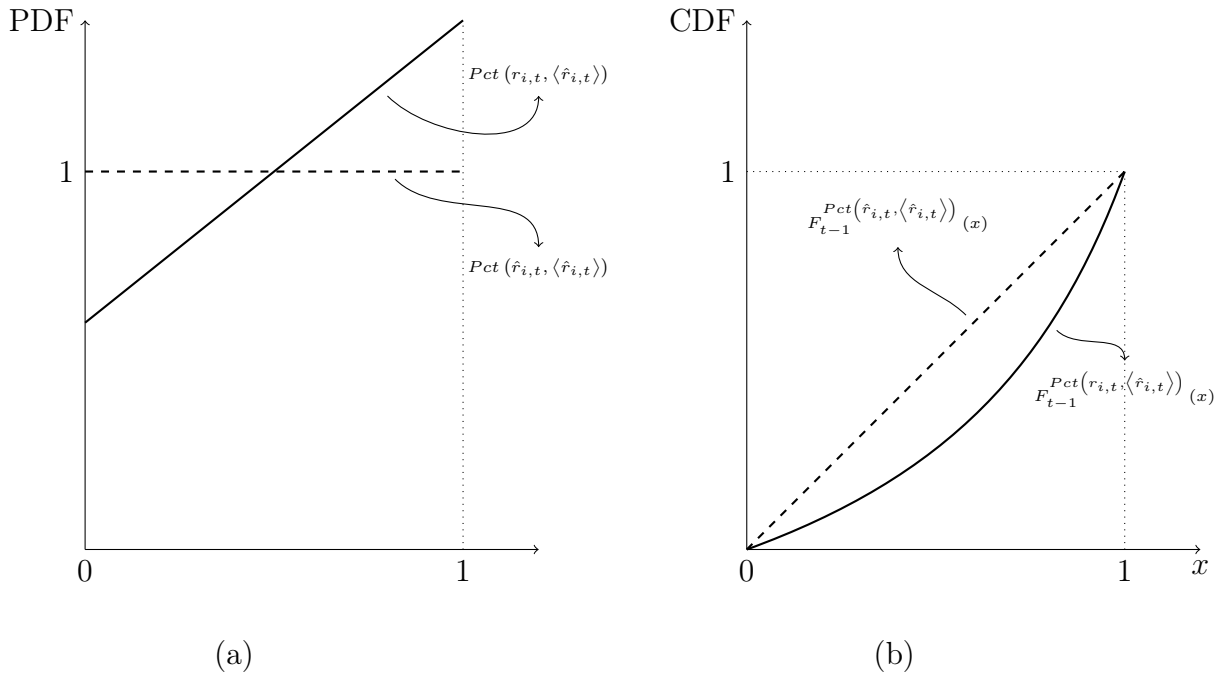 PDF
Pct (r_{i,t}, ⟨r̂_{i,t}⟩)
1
Pct (r̂_{i,t}, ⟨r̂_{i,t}⟩)
0 1
(a)
CDF
1
F_{t−1}^{Pct(r̂_{i,t}, ⟨r̂_{i,t}⟩)} (x)
F_{t−1}^{Pct(r_{i,t}, ⟨r̂_{i,t}⟩)} (x)
0 1 x
(b)